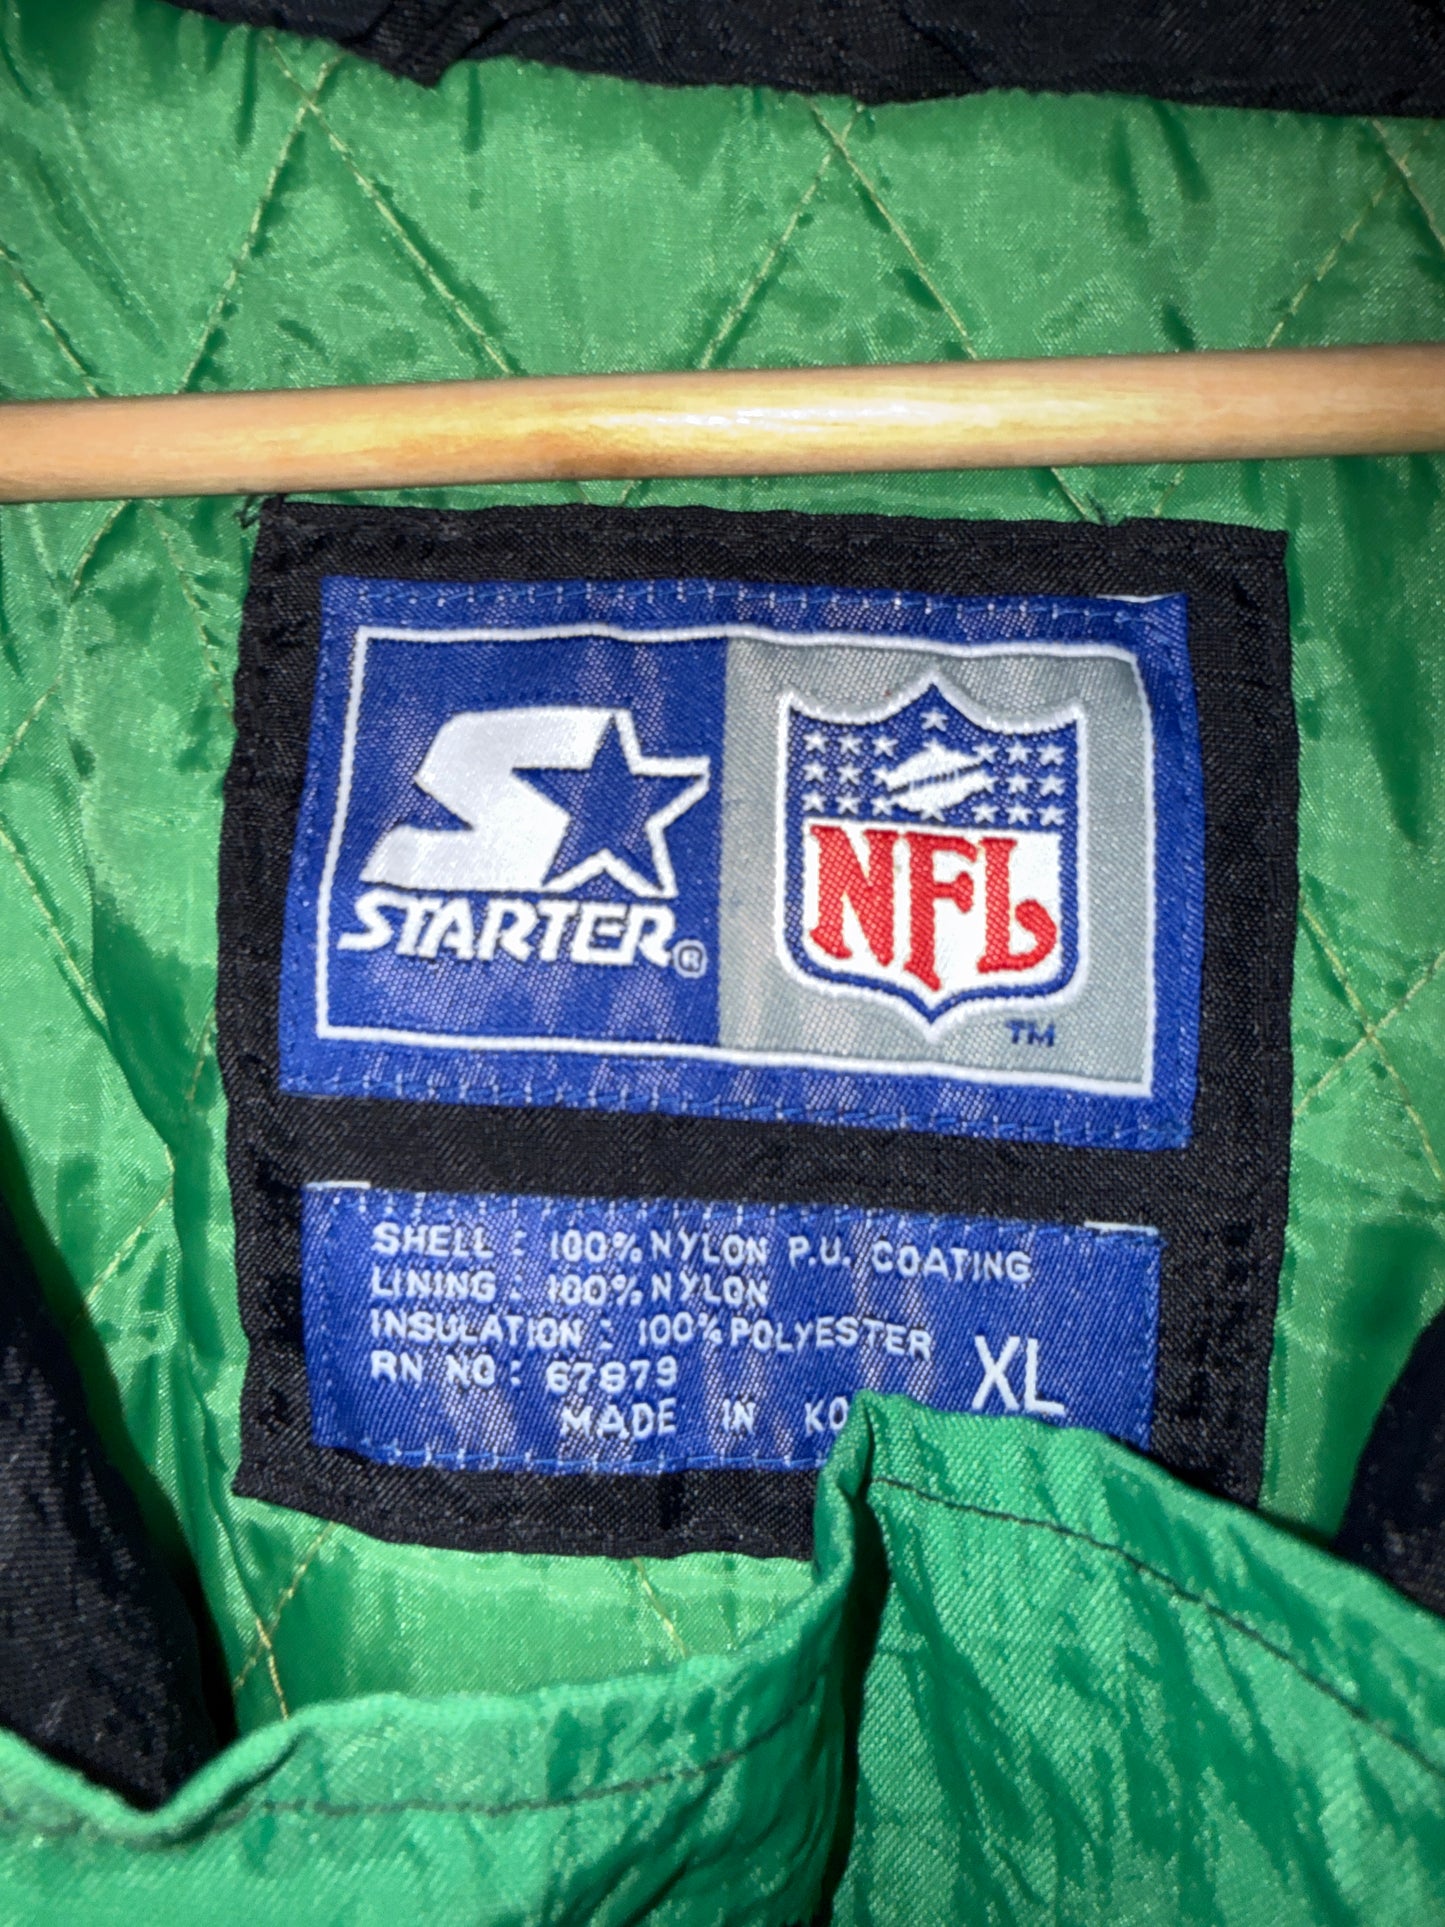 STARTER®
NFL
TM
SHELL : 100% NYLON P.U. COATING
LINING : 100% NYLON
INSULATION : 100% POLYESTER
RN NO : 67879
XL
MADE IN KO